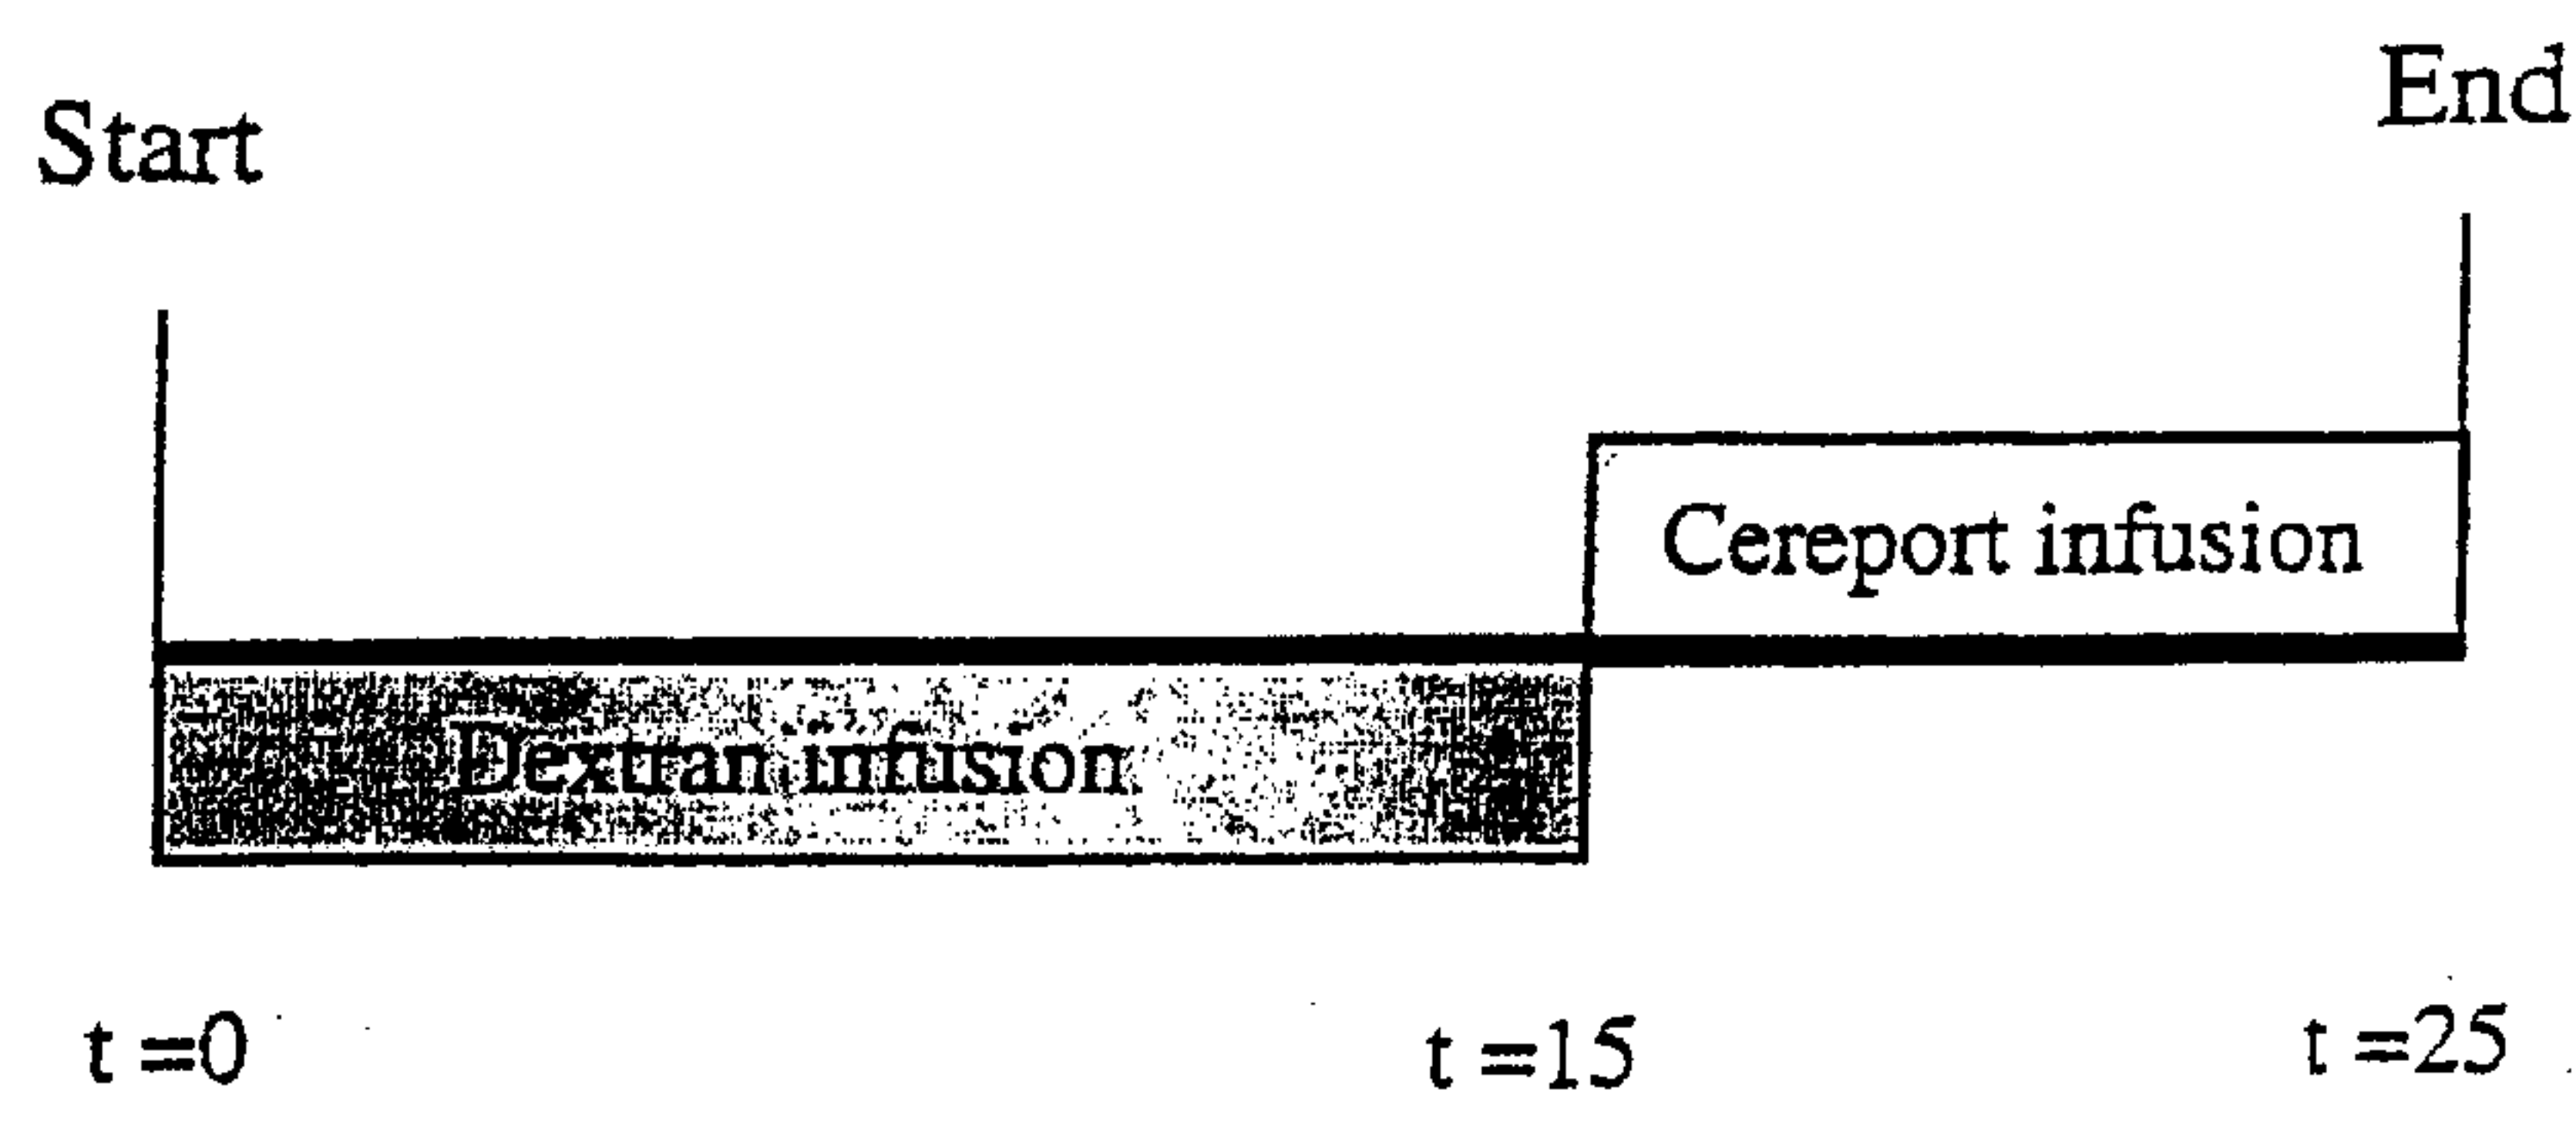 Start
End
Cereport infusion
Dextran infusion
t =0
t =15
t =25